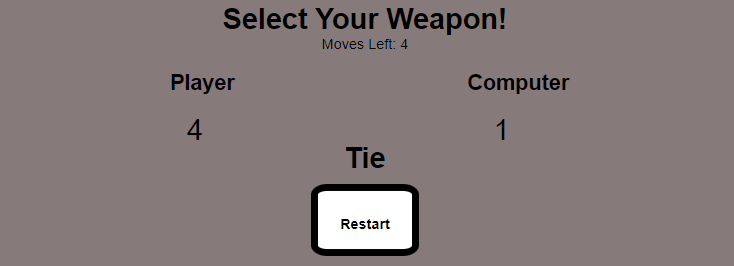 Select Your Weapon!
Moves Left: 4
Player Computer
4 1
Tie
Restart